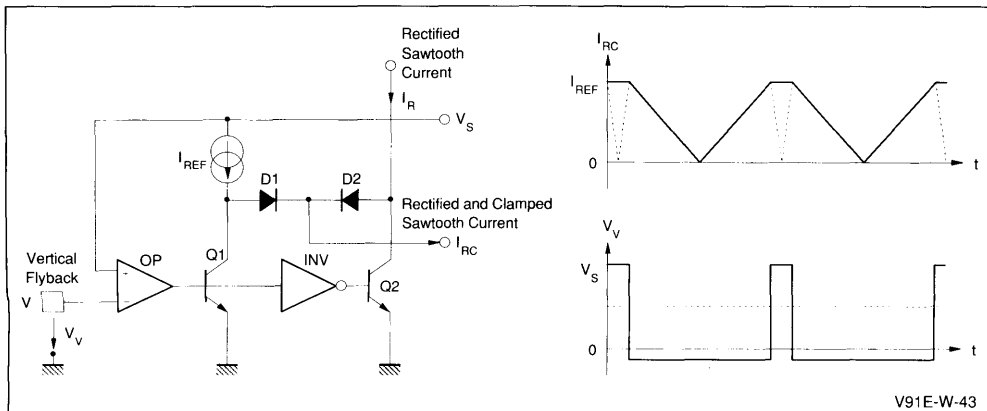 Rectified
Sawtooth
Current
I_R
V_S
I_REF
D1
D2
Rectified and Clamped
Sawtooth Current
I_RC
Q1
OP
INV
Q2
Vertical
Flyback
V
V_V
I_RC
I_REF
0
t
V_V
V_S
0
t
V91E-W-43